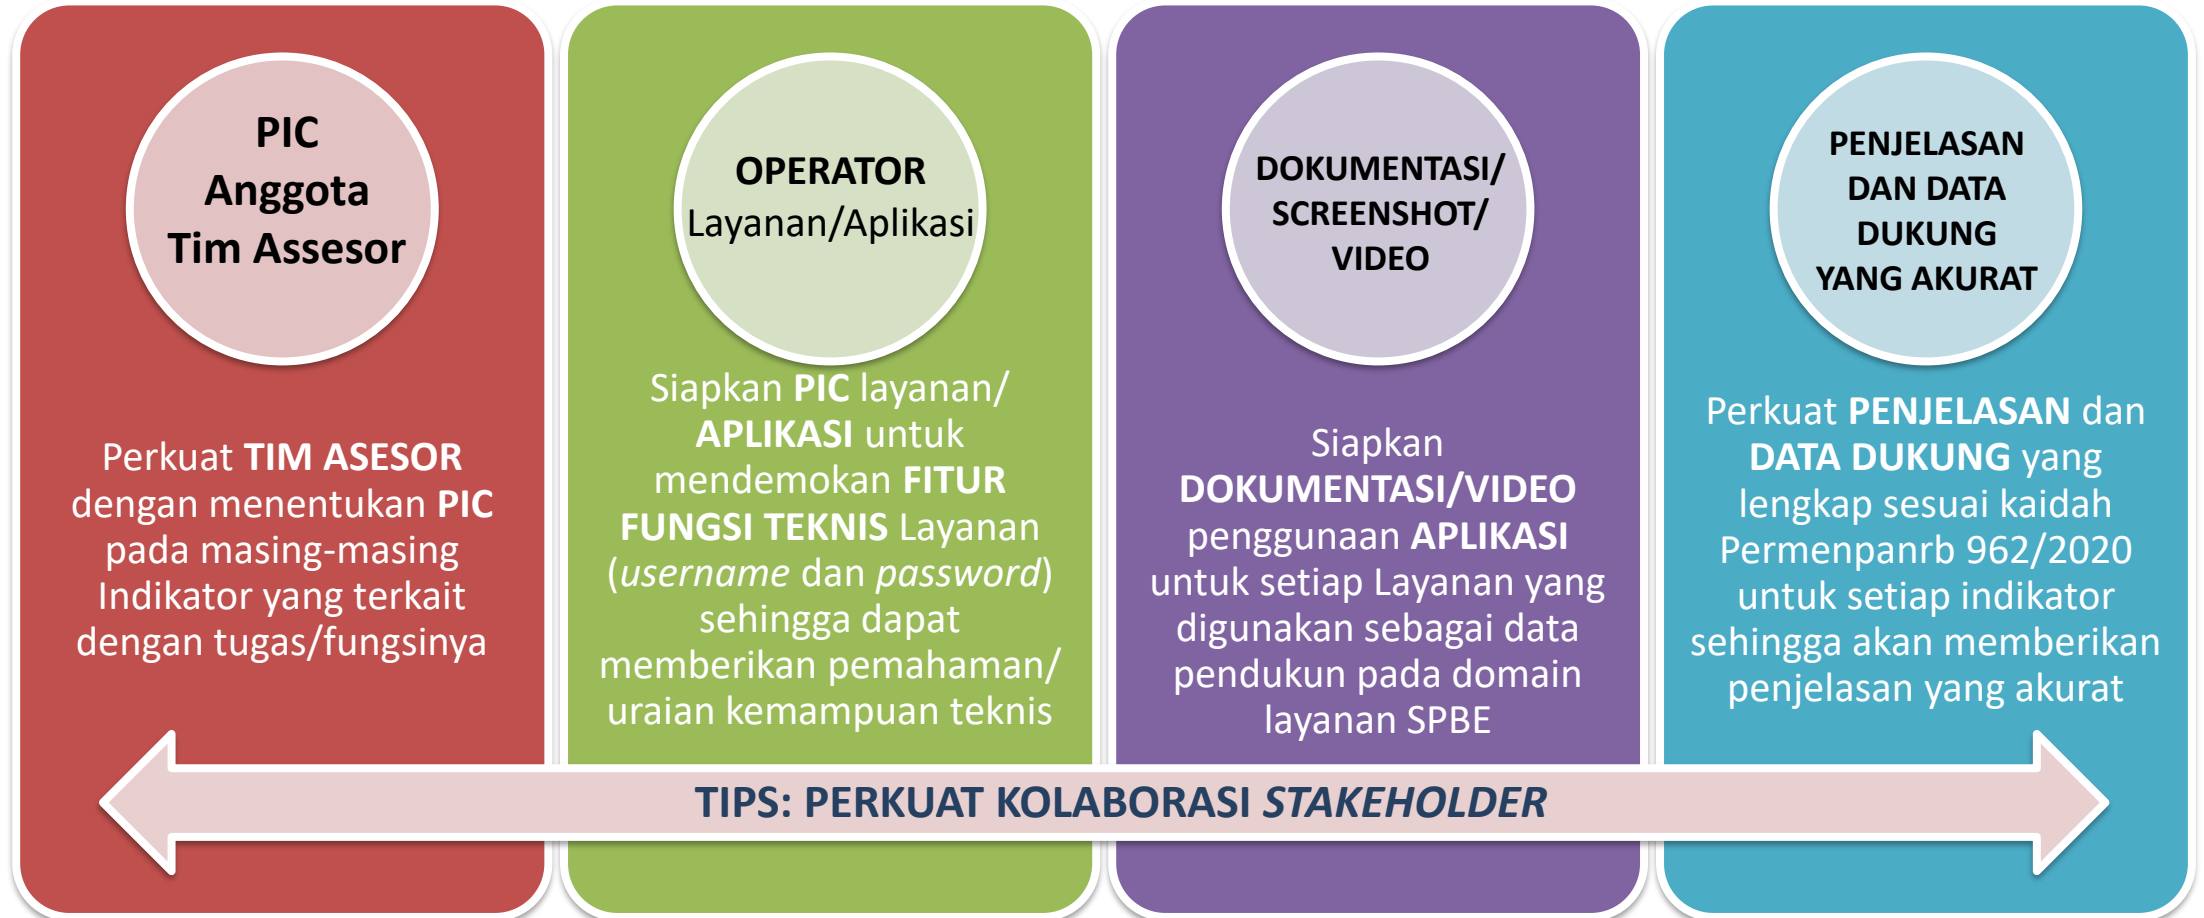 PIC
Anggota
Tim Assesor
Perkuat TIM ASESOR
dengan menentukan PIC
pada masing-masing
Indikator yang terkait
dengan tugas/fungsinya
OPERATOR
Layanan/Aplikasi
Siapkan PIC layanan/
APLIKASI untuk
mendemokan FITUR
FUNGSI TEKNIS Layanan
(username dan password)
sehingga dapat
memberikan pemahaman/
uraian kemampuan teknis
DOKUMENTASI/
SCREENSHOT/
VIDEO
Siapkan
DOKUMENTASI/VIDEO
penggunaan APLIKASI
untuk setiap Layanan yang
digunakan sebagai data
pendukun pada domain
layanan SPBE
PENJELASAN
DAN DATA
DUKUNG
YANG AKURAT
Perkuat PENJELASAN dan
DATA DUKUNG yang
lengkap sesuai kaidah
Permenpanrb 962/2020
untuk setiap indikator
sehingga akan memberikan
penjelasan yang akurat
TIPS: PERKUAT KOLABORASI STAKEHOLDER